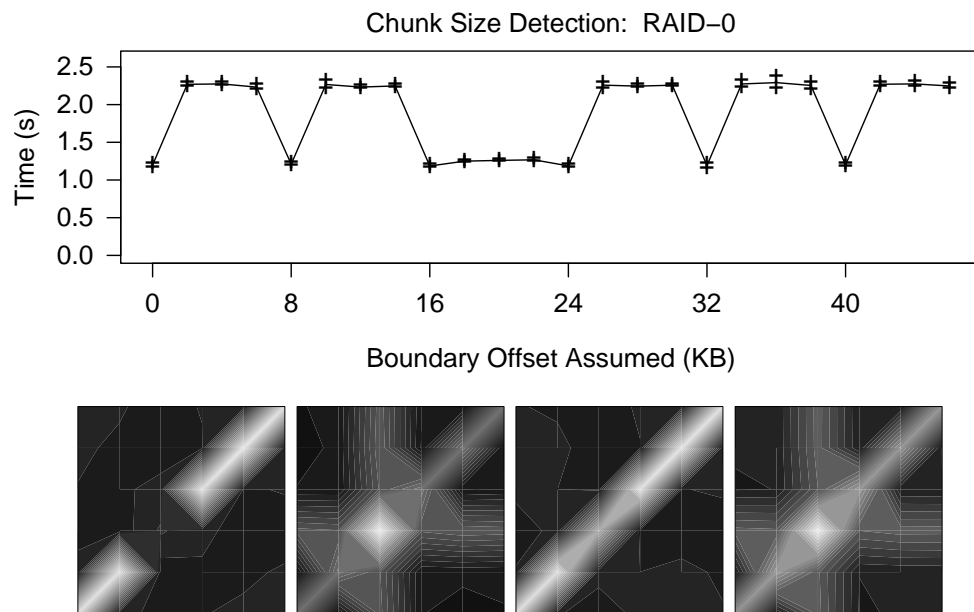 Chunk Size Detection: RAID−0
Time (s)
2.5
2.0
1.5
1.0
0.5
0.0
0 8 16 24 32 40
Boundary Offset Assumed (KB)